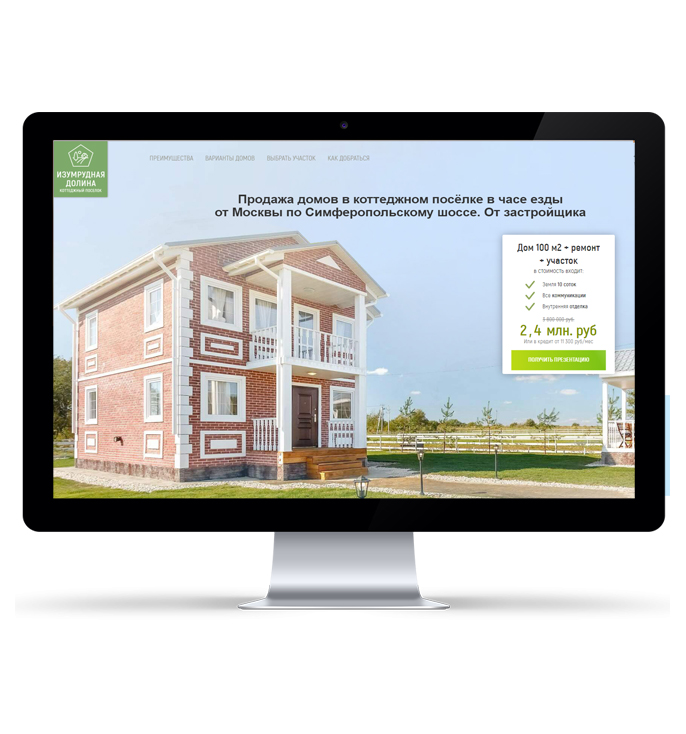 ИЗУМРУДНАЯ
ДОЛИНА
КОТТЕДЖНЫЙ ПОСЕЛОК
ПРЕИМУЩЕСТВА ВАРИАНТЫ ДОМОВ ВЫБРАТЬ УЧАСТОК КАК ДОБРАТЬСЯ
Продажа домов в коттеджном посёлке в часе езды
от Москвы по Симферопольскому шоссе. От застройщика
Дом 100 м2 + ремонт
+ участок
в стоимость входит:
Земля 10 соток
Все коммуникации
Внутренняя отделка
3 800 000 руб
2,4 млн. руб
Или в кредит от 11 300 руб/мес
ПОЛУЧИТЬ ПРЕЗЕНТАЦИЮ